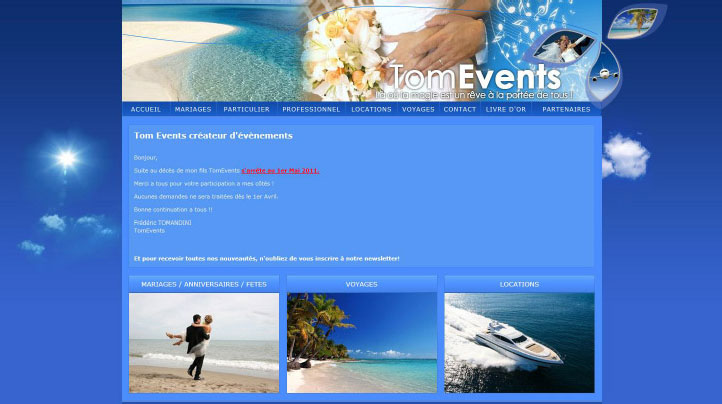 TomEvents
Là où la magie est un rêve à la portée de tous !
ACCUEIL MARIAGES PARTICULIER PROFESSIONNEL LOCATIONS VOYAGES CONTACT LIVRE D'OR PARTENAIRES
Tom Events créateur d'évènements
Bonjour,
Suite au décès de mon fils TomEvents s'arrête au 1er Mai 2011.
Merci a tous pour votre participation a mes côtés !
Aucunes demandes ne sera traitées dès le 1er Avril.
Bonne continuation a tous !!
Frédéric TOMANDINI
TomEvents
Et pour recevoir toutes nos nouveautés, n'oubliez de vous inscrire à notre newsletter!
MARIAGES / ANNIVERSAIRES / FETES
VOYAGES
LOCATIONS